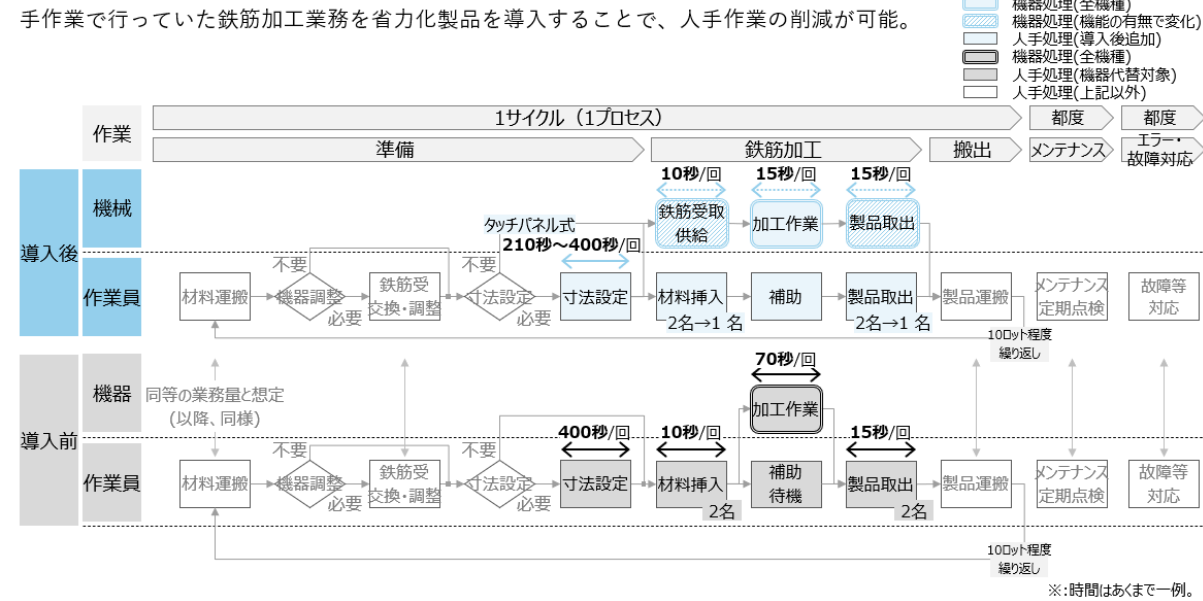 手作業で行っていた鉄筋加工業務を省力化製品を導入することで、人手作業の削減が可能。
機器処理(全機種)
機器処理(機能の有無で変化)
人手処理(導入後追加)
機器処理(全機種)
人手処理(機器代替対象)
人手処理(上記以外)
作業
1サイクル（1プロセス）
都度
都度
準備
鉄筋加工
搬出
メンテナンス
エラー・
故障対応
導入後
機械
10秒/回
15秒/回
15秒/回
鉄筋受取
供給
加工作業
製品取出
タッチパネル式
210秒～400秒/回
作業員
材料運搬
不要
機器調整
必要
鉄筋受
交換・調整
不要
寸法設定
必要
寸法設定
材料挿入
2名→1 名
補助
製品取出
2名→1 名
製品運搬
メンテナンス
定期点検
故障等
対応
10ロット程度
繰り返し
導入前
機器
同等の業務量と想定
(以降、同様)
70秒/回
加工作業
400秒/回
10秒/回
15秒/回
作業員
材料運搬
不要
機器調整
必要
鉄筋受
交換・調整
不要
寸法設定
必要
寸法設定
材料挿入
2名
補助
待機
製品取出
2名
製品運搬
メンテナンス
定期点検
故障等
対応
10ロット程度
繰り返し
※:時間はあくまで一例。